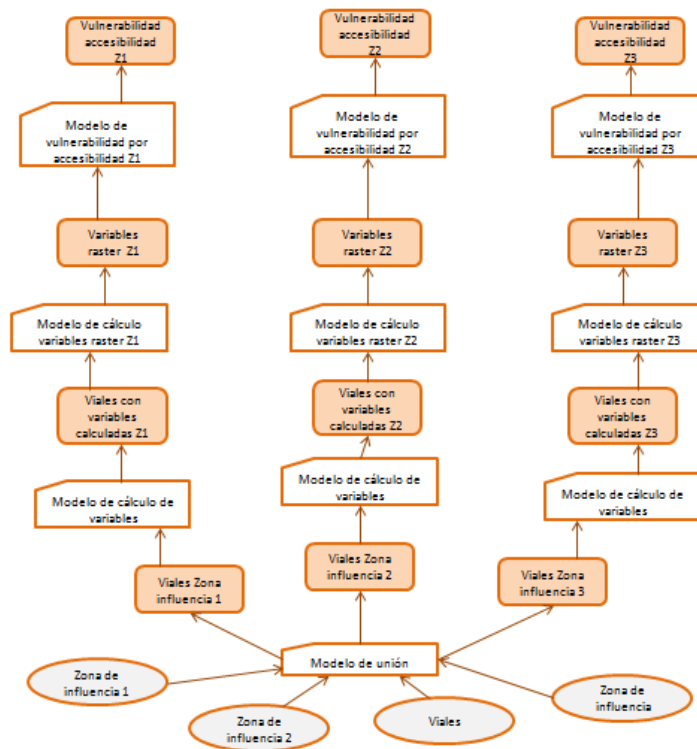 Vulnerabilidad
accesibilidad
Z1
Vulnerabilidad
accesibilidad
Z2
Vulnerabilidad
accesibilidad
Z3
Modelo de
vulnerabilidad por
accesibilidad Z1
Modelo de
vulnerabilidad por
accesibilidad Z2
Modelo de
vulnerabilidad por
accesibilidad Z3
Variables
raster Z1
Variables
raster Z2
Variables
raster Z3
Modelo de cálculo
variables raster Z1
Modelo de cálculo
variables raster Z2
Modelo de cálculo
variables raster Z3
Viales con
variables
calculadas Z1
Viales con
variables
calculadas Z2
Viales con
variables
calculadas Z3
Modelo de cálculo de
variables
Modelo de cálculo de
variables
Modelo de cálculo de
variables
Viales Zona
influencia 1
Viales Zona
influencia 2
Viales Zona
influencia 3
Modelo de unión
Zona de
influencia 1
Zona de
influencia 2
Viales
Zona de
influencia